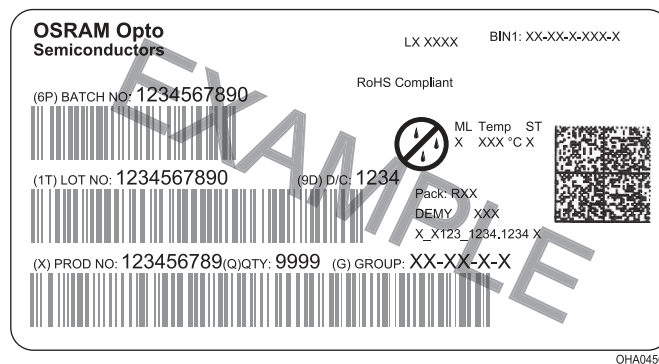 OSRAM Opto
Semiconductors
LX XXXX
BIN1: XX-XX-X-XXX-X
RoHS Compliant
(6P) BATCH NO: 1234567890
ML Temp ST
X XXX °C X
(1T) LOT NO: 1234567890 (9D) D/C: 1234
Pack: RXX
DEMY XXX
X_X123_1234.1234 X
(X) PROD NO: 123456789(Q)QTY: 9999 (G) GROUP: XX-XX-X-X
EXAMPLE